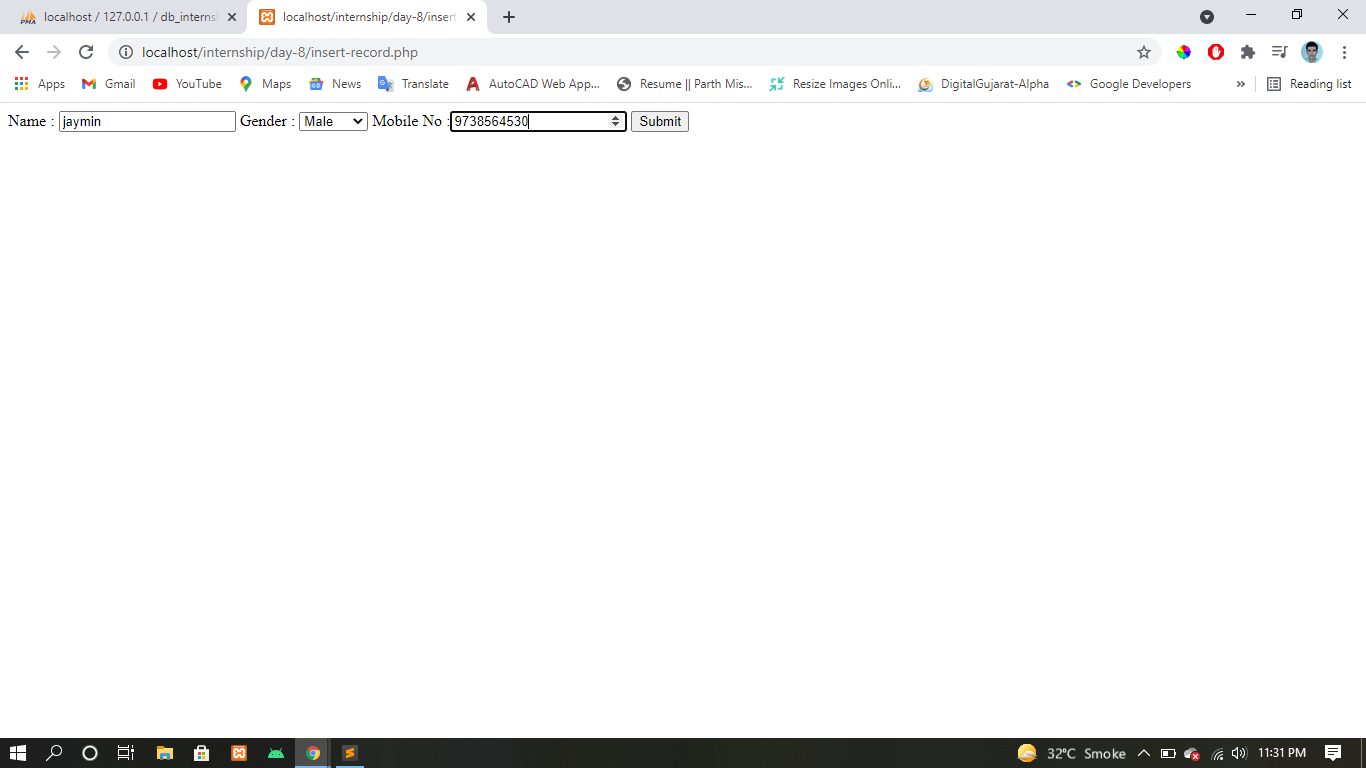 PMA localhost / 127.0.0.1 / db_interns localhost/internship/day-8/insert
localhost/internship/day-8/insert-record.php
Apps Gmail YouTube Maps News Translate AutoCAD Web App... Resume || Parth Mis... Resize Images Onli... DigitalGujarat-Alpha Google Developers » Reading list
Name : jaymin Gender : Male Mobile No : 9738564530 Submit
32°C Smoke 11:31 PM